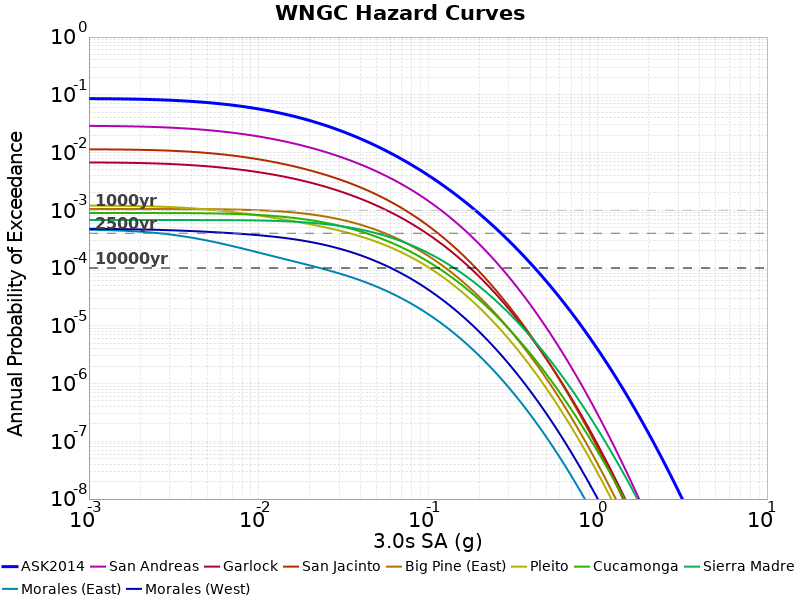 WNGC Hazard Curves
Annual Probability of Exceedance
10^0
10^-1
10^-2
10^-3
10^-4
10^-5
10^-6
10^-7
10^-8
1000yr
2500yr
10000yr
10^-3 10^-2 10^-1 10^0 10^1
3.0s SA (g)
ASK2014 San Andreas Garlock San Jacinto Big Pine (East) Pleito Cucamonga Sierra Madre
Morales (East) Morales (West)